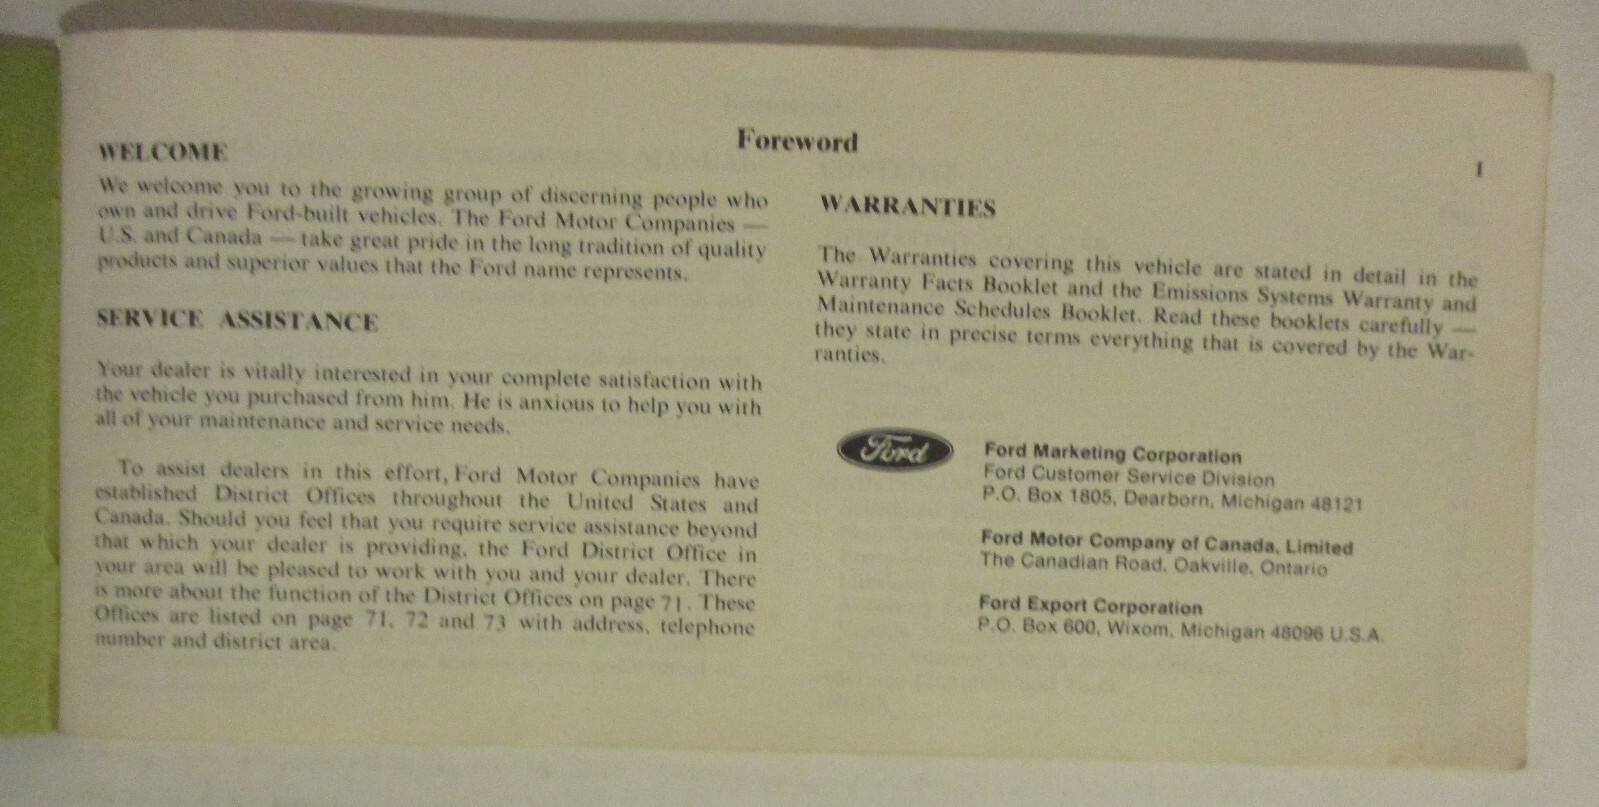 Foreword
1
WELCOME
We welcome you to the growing group of discerning people who
own and drive Ford-built vehicles. The Ford Motor Companies —
U.S. and Canada — take great pride in the long tradition of quality
products and superior values that the Ford name represents.
SERVICE ASSISTANCE
Your dealer is vitally interested in your complete satisfaction with
the vehicle you purchased from him. He is anxious to help you with
all of your maintenance and service needs.
To assist dealers in this effort, Ford Motor Companies have
established District Offices throughout the United States and
Canada. Should you feel that you require service assistance beyond
that which your dealer is providing, the Ford District Office in
your area will be pleased to work with you and your dealer. There
is more about the function of the District Offices on page 71. These
Offices are listed on page 71, 72 and 73 with address, telephone
number and district area.
WARRANTIES
The Warranties covering this vehicle are stated in detail in the
Warranty Facts Booklet and the Emissions Systems Warranty and
Maintenance Schedules Booklet. Read these booklets carefully —
they state in precise terms everything that is covered by the War-
ranties.
Ford
Ford Marketing Corporation
Ford Customer Service Division
P.O. Box 1805, Dearborn, Michigan 48121
Ford Motor Company of Canada, Limited
The Canadian Road, Oakville, Ontario
Ford Export Corporation
P.O. Box 600, Wixom, Michigan 48096 U.S.A.